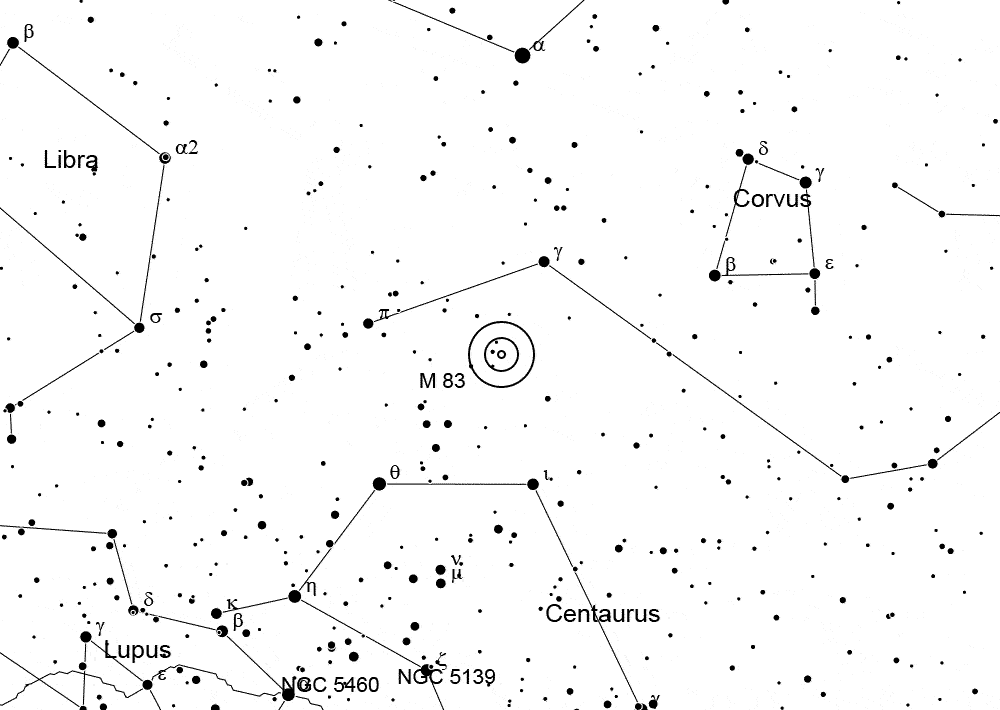 β
α
α2
Libra
δ
γ
Corvus
γ
β
ε
π
σ
M 83
θ
ι
ν
μ
η
κ
δ
β
Centaurus
γ
Lupus
ζ
ε
NGC 5460
NGC 5139
γ